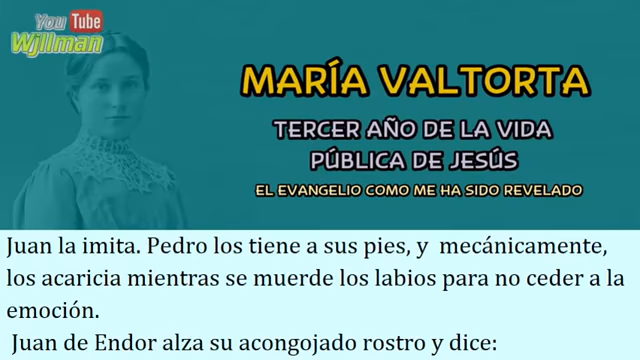 You Tube
Wjllman
MARÍA VALTORTA
TERCER AÑO DE LA VIDA
PÚBLICA DE JESÚS
EL EVANGELIO COMO ME HA SIDO REVELADO
Juan la imita. Pedro los tiene a sus pies, y  mecánicamente,
los acaricia mientras se muerde los labios para no ceder a la
emoción.
Juan de Endor alza su acongojado rostro y dice: